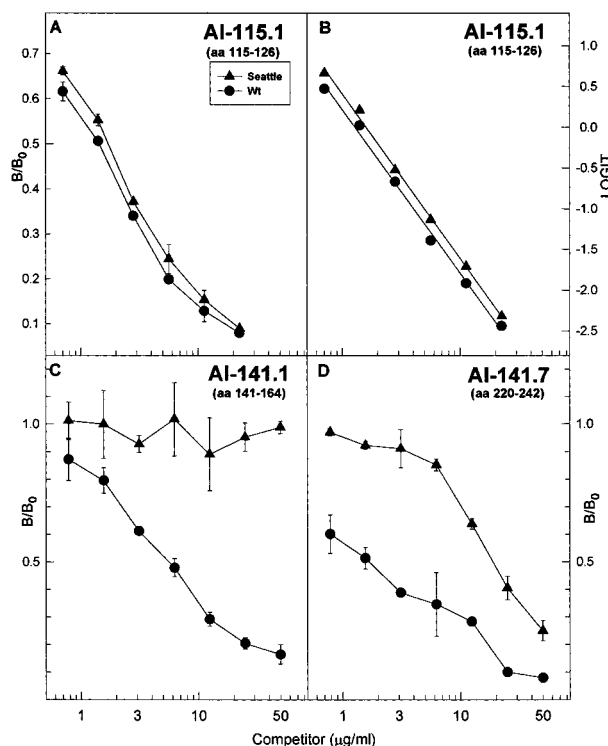 A
AI-115.1
(aa 115-126)
Seattle
Wt
0.7
0.6
0.5
0.4
0.3
0.2
0.1
B/B0
B
AI-115.1
(aa 115-126)
1.0
0.5
0.0
-0.5
-1.0
-1.5
-2.0
-2.5
LOGIT
C
AI-141.1
(aa 141-164)
1.0
0.5
B/B0
D
AI-141.7
(aa 220-242)
1.0
0.5
B/B0
1 3 10 50
1 3 10 50
Competitor (µg/ml)